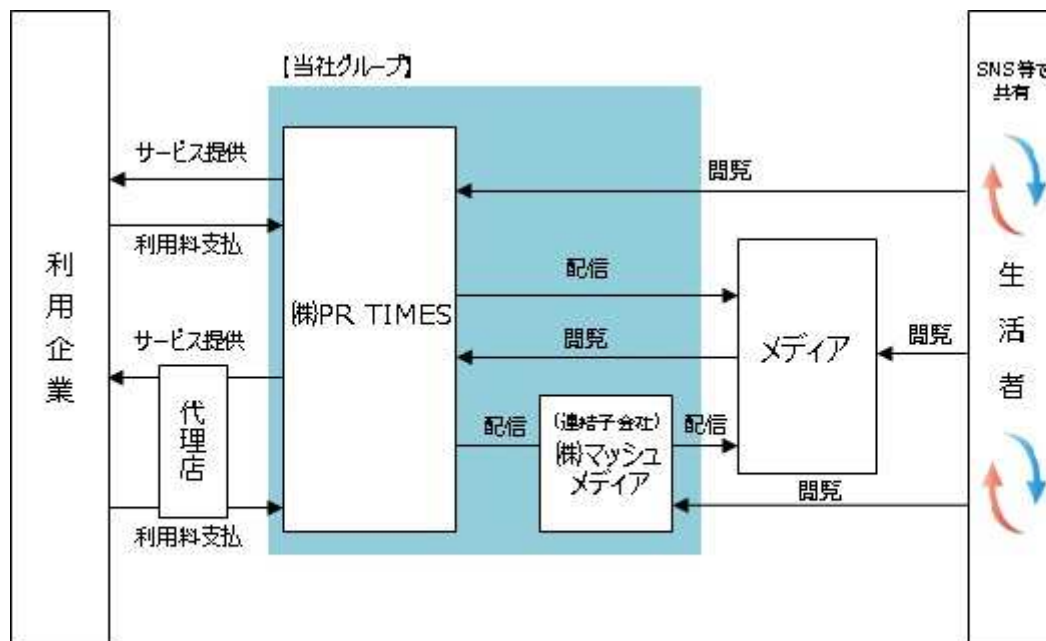 【当社グループ】
SNS等で
共有
サービス提供
閲覧
利用料支払
利用企業
配信
生活者
㈱PR TIMES
サービス提供
閲覧
メディア
閲覧
代理店
配信
(連結子会社)
㈱マッシュ
メディア
配信
閲覧
利用料支払